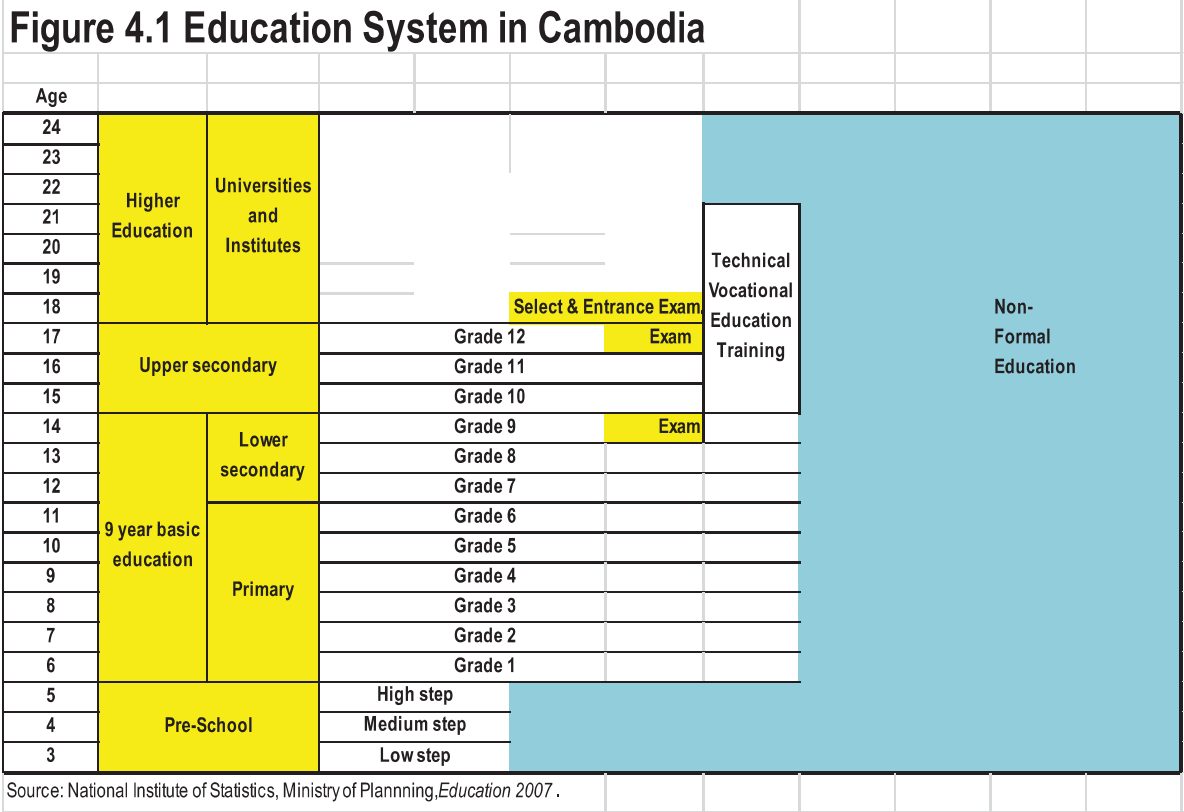 Figure 4.1 Education System in Cambodia
Age
24
23
22
21
20
19
18
17
16
15
14
13
12
11
10
9
8
7
6
5
4
3
Higher
Education
Universities
and
Institutes
Upper secondary
9 year basic
education
Lower
secondary
Primary
Pre-School
Select & Entrance Exam.
Grade 12 Exam
Grade 11
Grade 10
Grade 9 Exam
Grade 8
Grade 7
Grade 6
Grade 5
Grade 4
Grade 3
Grade 2
Grade 1
High step
Medium step
Low step
Technical
Vocational
Education
Training
Non-
Formal
Education
Source: National Institute of Statistics, Ministry of Plannning,Education 2007 .